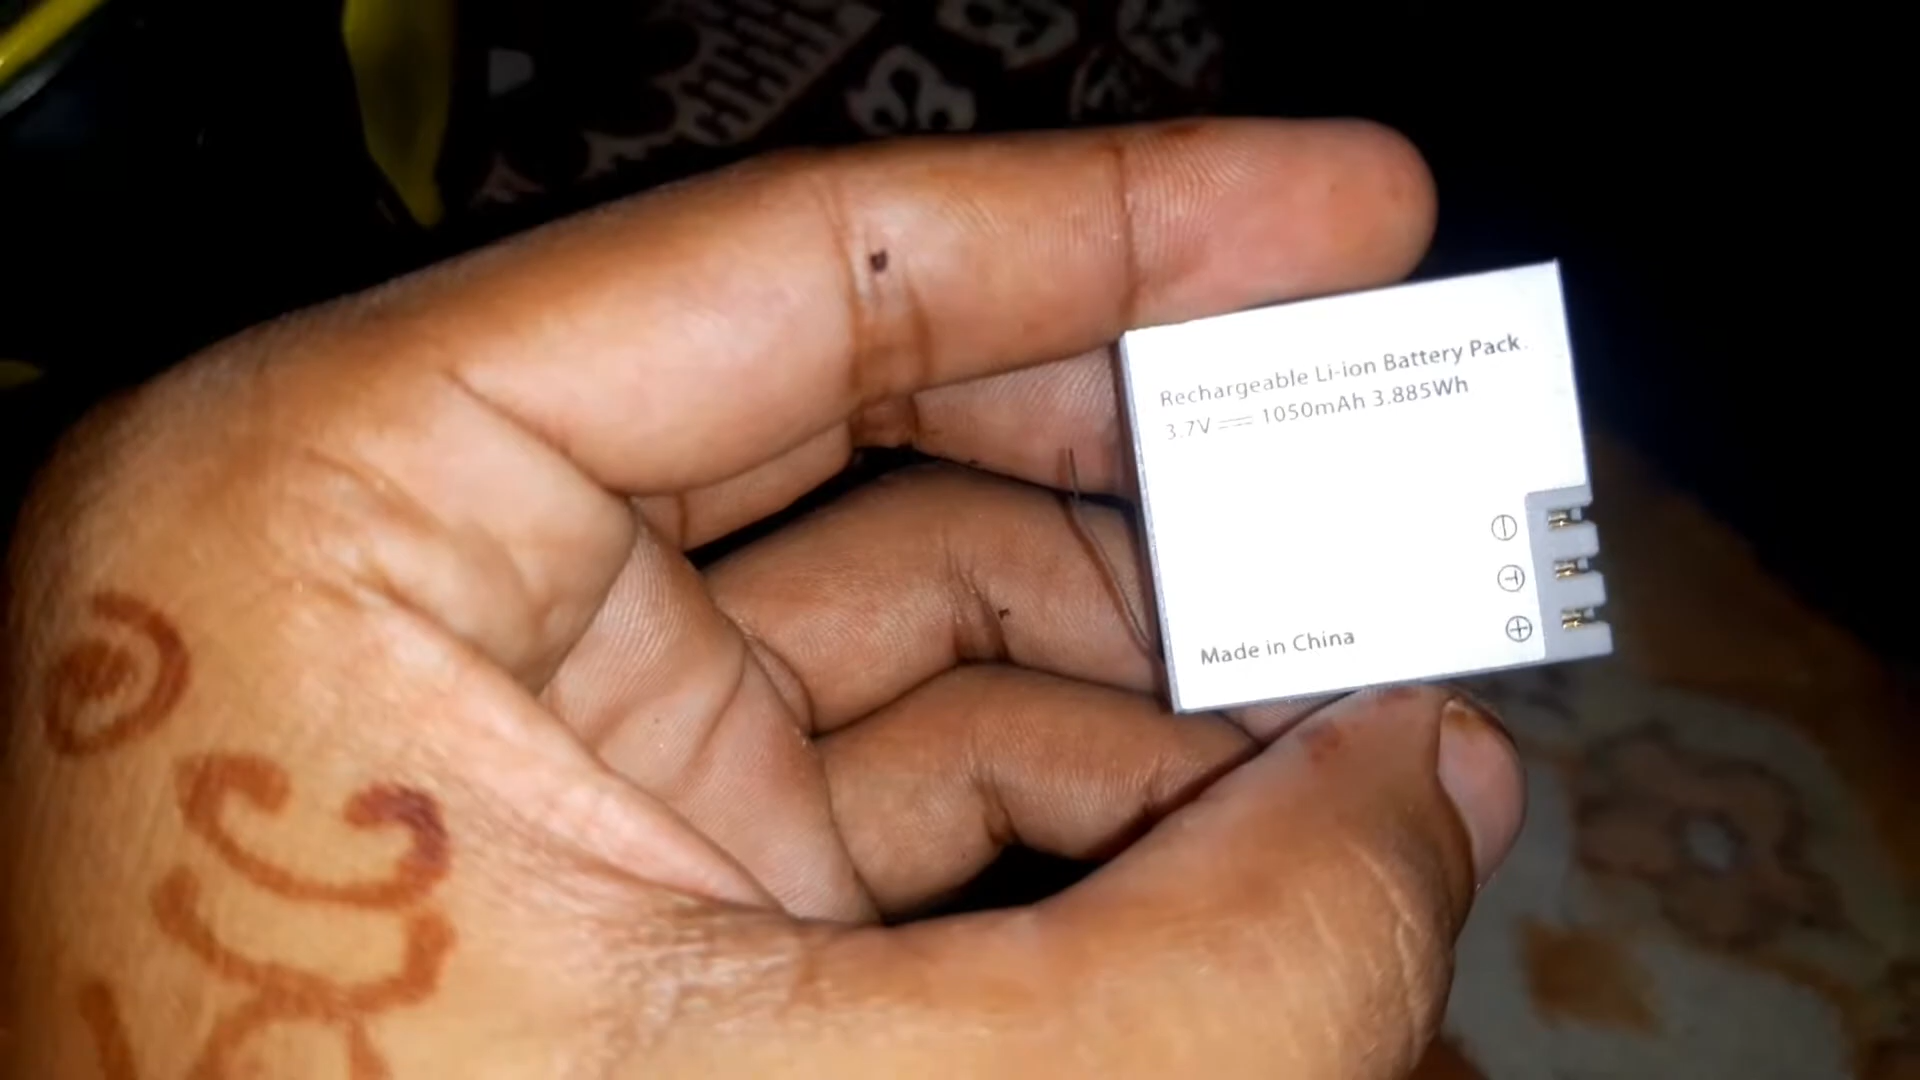 Rechargeable Li-ion Battery Pack.
3.7V ⎓ 1050mAh 3.885Wh
Made in China